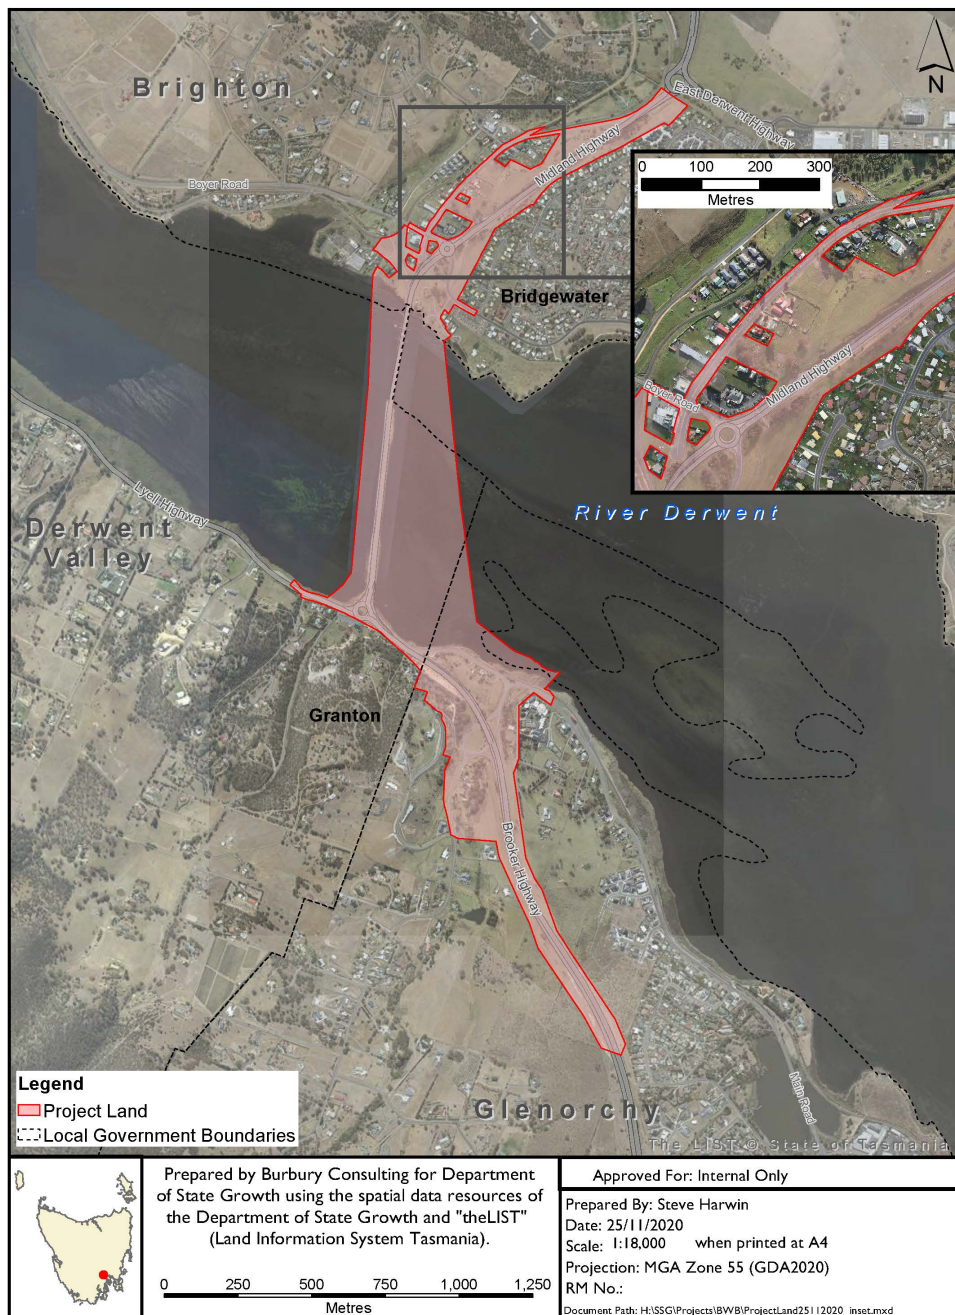 Brighton
N
East Derwent Highway
Midland Highway
Boyer Road
0 100 200 300
Metres
Bridgewater
Midland Highway
Boyer Road
River Derwent
Lyell Highway
Derwent
Valley
Granton
Brooker Highway
Main Road
Glenorchy
The LIST © State of Tasmania
Legend
Project Land
Local Government Boundaries
Prepared by Burbury Consulting for Department
of State Growth using the spatial data resources of
the Department of State Growth and "theLIST"
(Land Information System Tasmania).
0 250 500 750 1,000 1,250
Metres
Approved For: Internal Only
Prepared By: Steve Harwin
Date: 25/11/2020
Scale: 1:18,000 when printed at A4
Projection: MGA Zone 55 (GDA2020)
RM No.:
Document Path: H:\SSG\Projects\BWB\ProjectLand25112020_inset.mxd